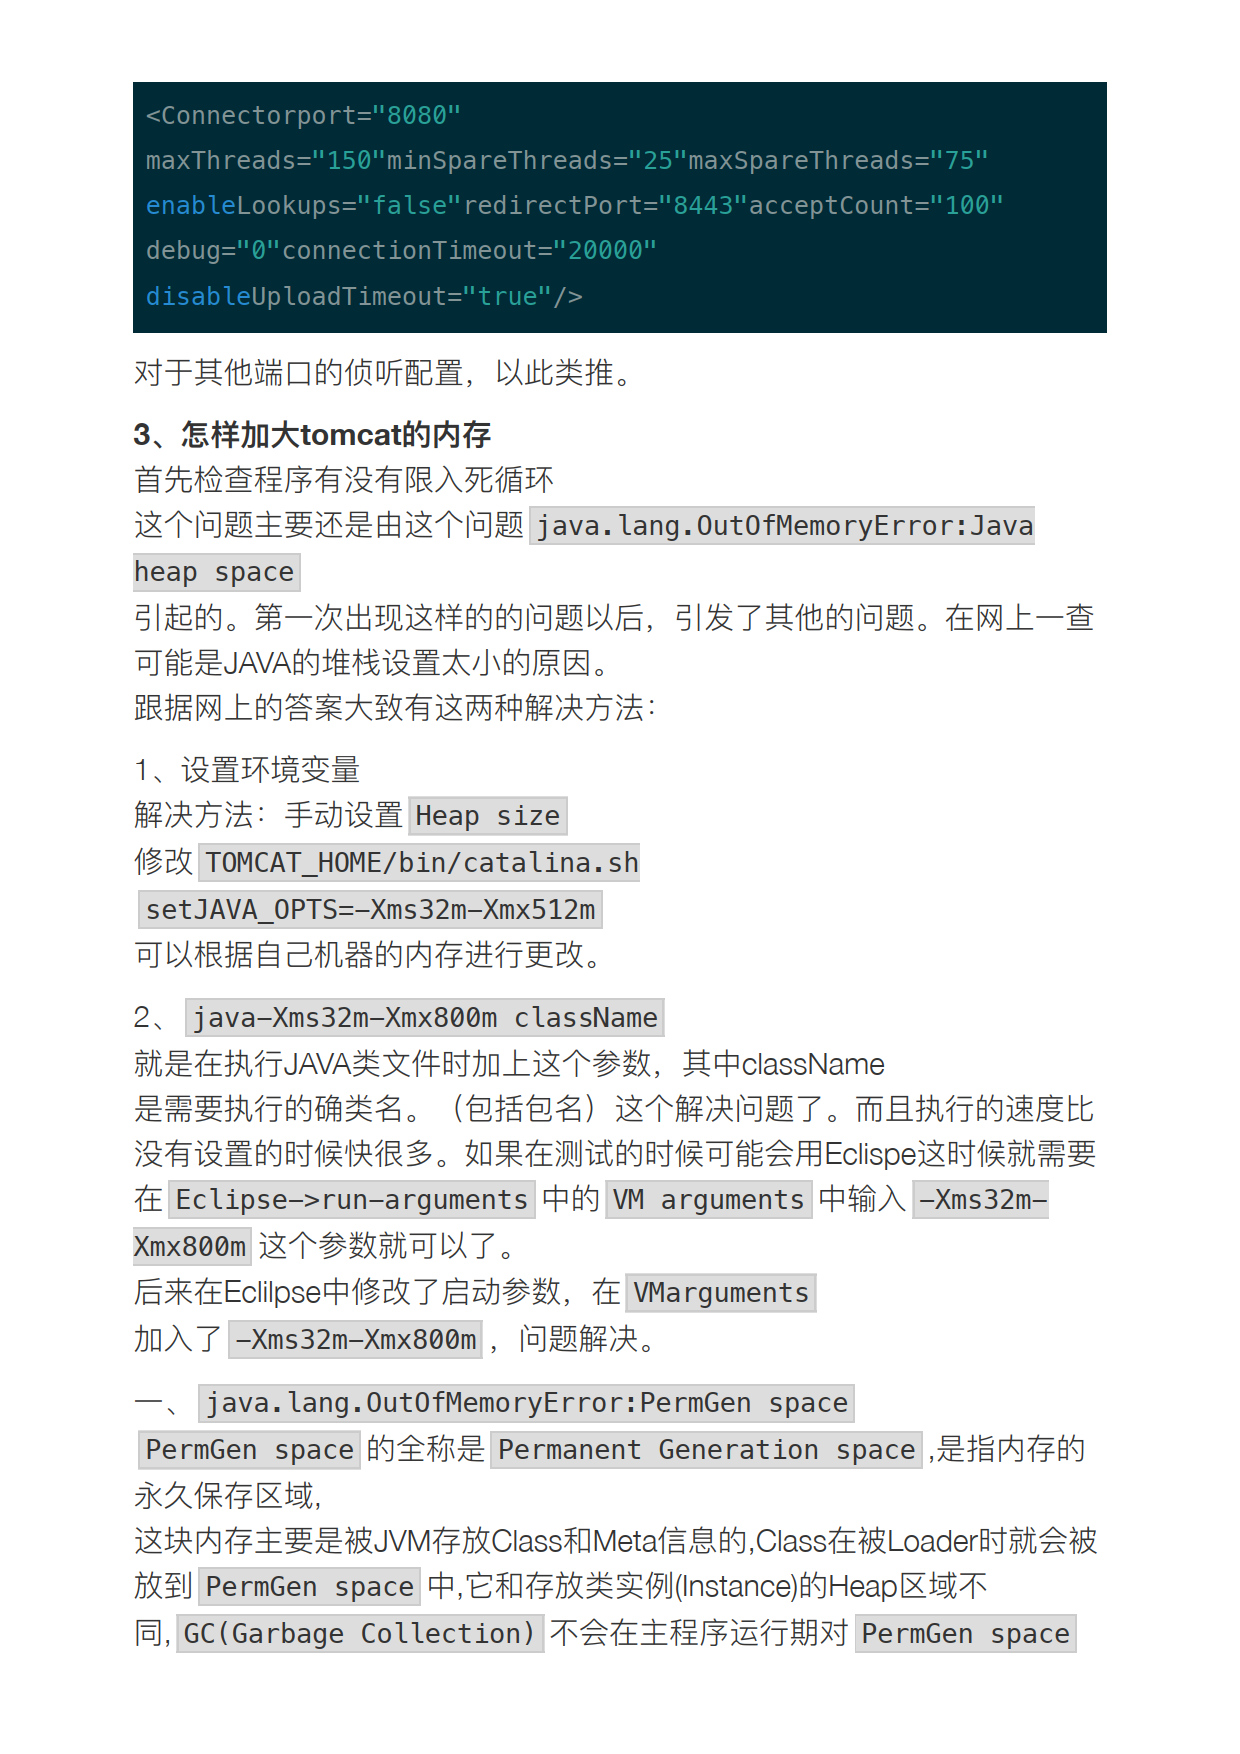 <Connectorport="8080"
maxThreads="150"minSpareThreads="25"maxSpareThreads="75"
enableLookups="false"redirectPort="8443"acceptCount="100"
debug="0"connectionTimeout="20000"
disableUploadTimeout="true"/>
对于其他端口的侦听配置，以此类推。
3、怎样加大tomcat的内存
首先检查程序有没有限入死循环
这个问题主要还是由这个问题 java.lang.OutOfMemoryError:Java
heap space
引起的。第一次出现这样的的问题以后，引发了其他的问题。在网上一查
可能是JAVA的堆栈设置太小的原因。
跟据网上的答案大致有这两种解决方法：
1、设置环境变量
解决方法：手动设置 Heap size
修改 TOMCAT_HOME/bin/catalina.sh
setJAVA_OPTS=-Xms32m-Xmx512m
可以根据自己机器的内存进行更改。
2、 java-Xms32m-Xmx800m className
就是在执行JAVA类文件时加上这个参数，其中className
是需要执行的确类名。（包括包名）这个解决问题了。而且执行的速度比
没有设置的时候快很多。如果在测试的时候可能会用Eclispe这时候就需要
在 Eclipse->run-arguments 中的 VM arguments 中输入 -Xms32m-
Xmx800m 这个参数就可以了。
后来在Eclilpse中修改了启动参数，在 VMarguments
加入了 -Xms32m-Xmx800m ，问题解决。
一、 java.lang.OutOfMemoryError:PermGen space
PermGen space 的全称是 Permanent Generation space ,是指内存的
永久保存区域,
这块内存主要是被JVM存放Class和Meta信息的,Class在被Loader时就会被
放到 PermGen space 中,它和存放类实例(Instance)的Heap区域不
同, GC(Garbage Collection) 不会在主程序运行期对 PermGen space